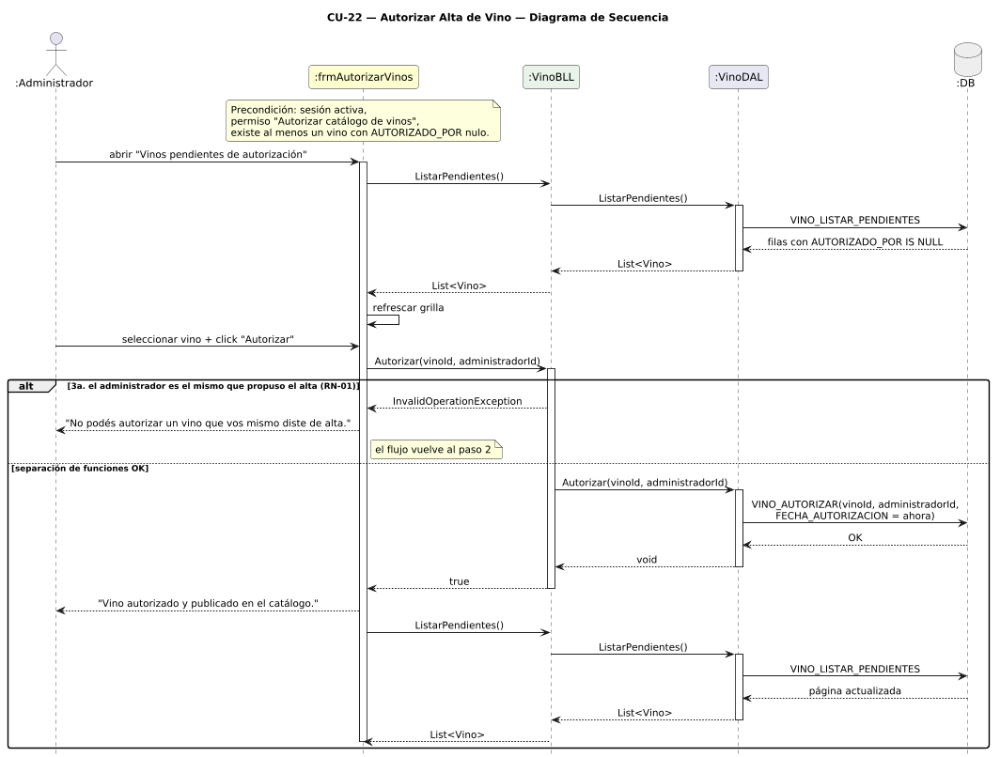 CU-22 — Autorizar Alta de Vino — Diagrama de Secuencia
:Administrador
:frmAutorizarVinos
:VinoBLL
:VinoDAL
:DB
Precondición: sesión activa,
permiso "Autorizar catálogo de vinos",
existe al menos un vino con AUTORIZADO_POR nulo.
abrir "Vinos pendientes de autorización"
ListarPendientes()
ListarPendientes()
VINO_LISTAR_PENDIENTES
filas con AUTORIZADO_POR IS NULL
List<Vino>
List<Vino>
refrescar grilla
seleccionar vino + click "Autorizar"
Autorizar(vinoId, administradorId)
alt
[3a. el administrador es el mismo que propuso el alta (RN-01)]
InvalidOperationException
"No podés autorizar un vino que vos mismo diste de alta."
el flujo vuelve al paso 2
[separación de funciones OK]
Autorizar(vinoId, administradorId)
VINO_AUTORIZAR(vinoId, administradorId,
FECHA_AUTORIZACION = ahora)
OK
void
true
"Vino autorizado y publicado en el catálogo."
ListarPendientes()
ListarPendientes()
VINO_LISTAR_PENDIENTES
página actualizada
List<Vino>
List<Vino>